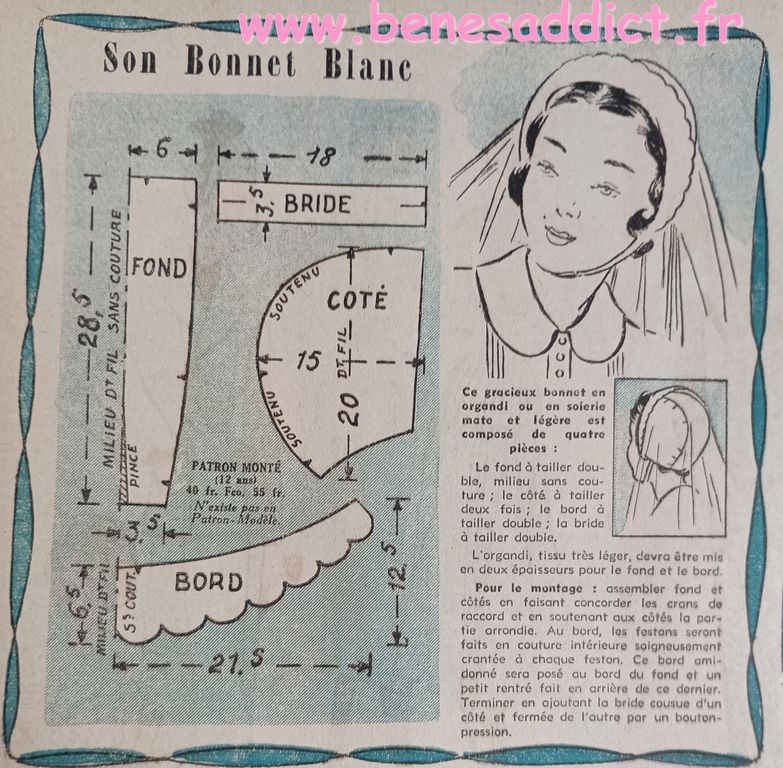 www.benesaddict.fr
Son Bonnet Blanc
6
18
3,5
BRIDE
FOND
28,5
MILIEU DT FIL SANS COUTURE
PINCE
3,5
SOUTENU
COTÉ
15
DT FIL
20
SOUTENU
PATRON MONTÉ
(12 ans)
40 fr. Fco, 55 fr.
N'existe pas en
Patron-Modèle.
BORD
6,5
MILIEU DT FIL
Ss COUT.
12,5
21,5
Ce gracieux bonnet en
organdi ou en soierie
mate et légère est
composé de quatre
pièces :
Le fond à tailler dou-
ble, milieu sans cou-
ture ; le côté à tailler
deux fois ; le bord à
tailler double ; la bride
à tailler double.
L'organdi, tissu très léger, devra être mis
en deux épaisseurs pour le fond et le bord.
Pour le montage : assembler fond et
côtés en faisant concorder les crans de
raccord et en soutenant aux côtés la par-
tie arrondie. Au bord, les festons seront
faits en couture intérieure soigneusement
crantée à chaque feston. Ce bord ami-
donné sera posé au bord du fond et un
petit rentré fait en arrière de ce dernier.
Terminer en ajoutant la bride cousue d'un
côté et fermée de l'autre par un bouton-
pression.